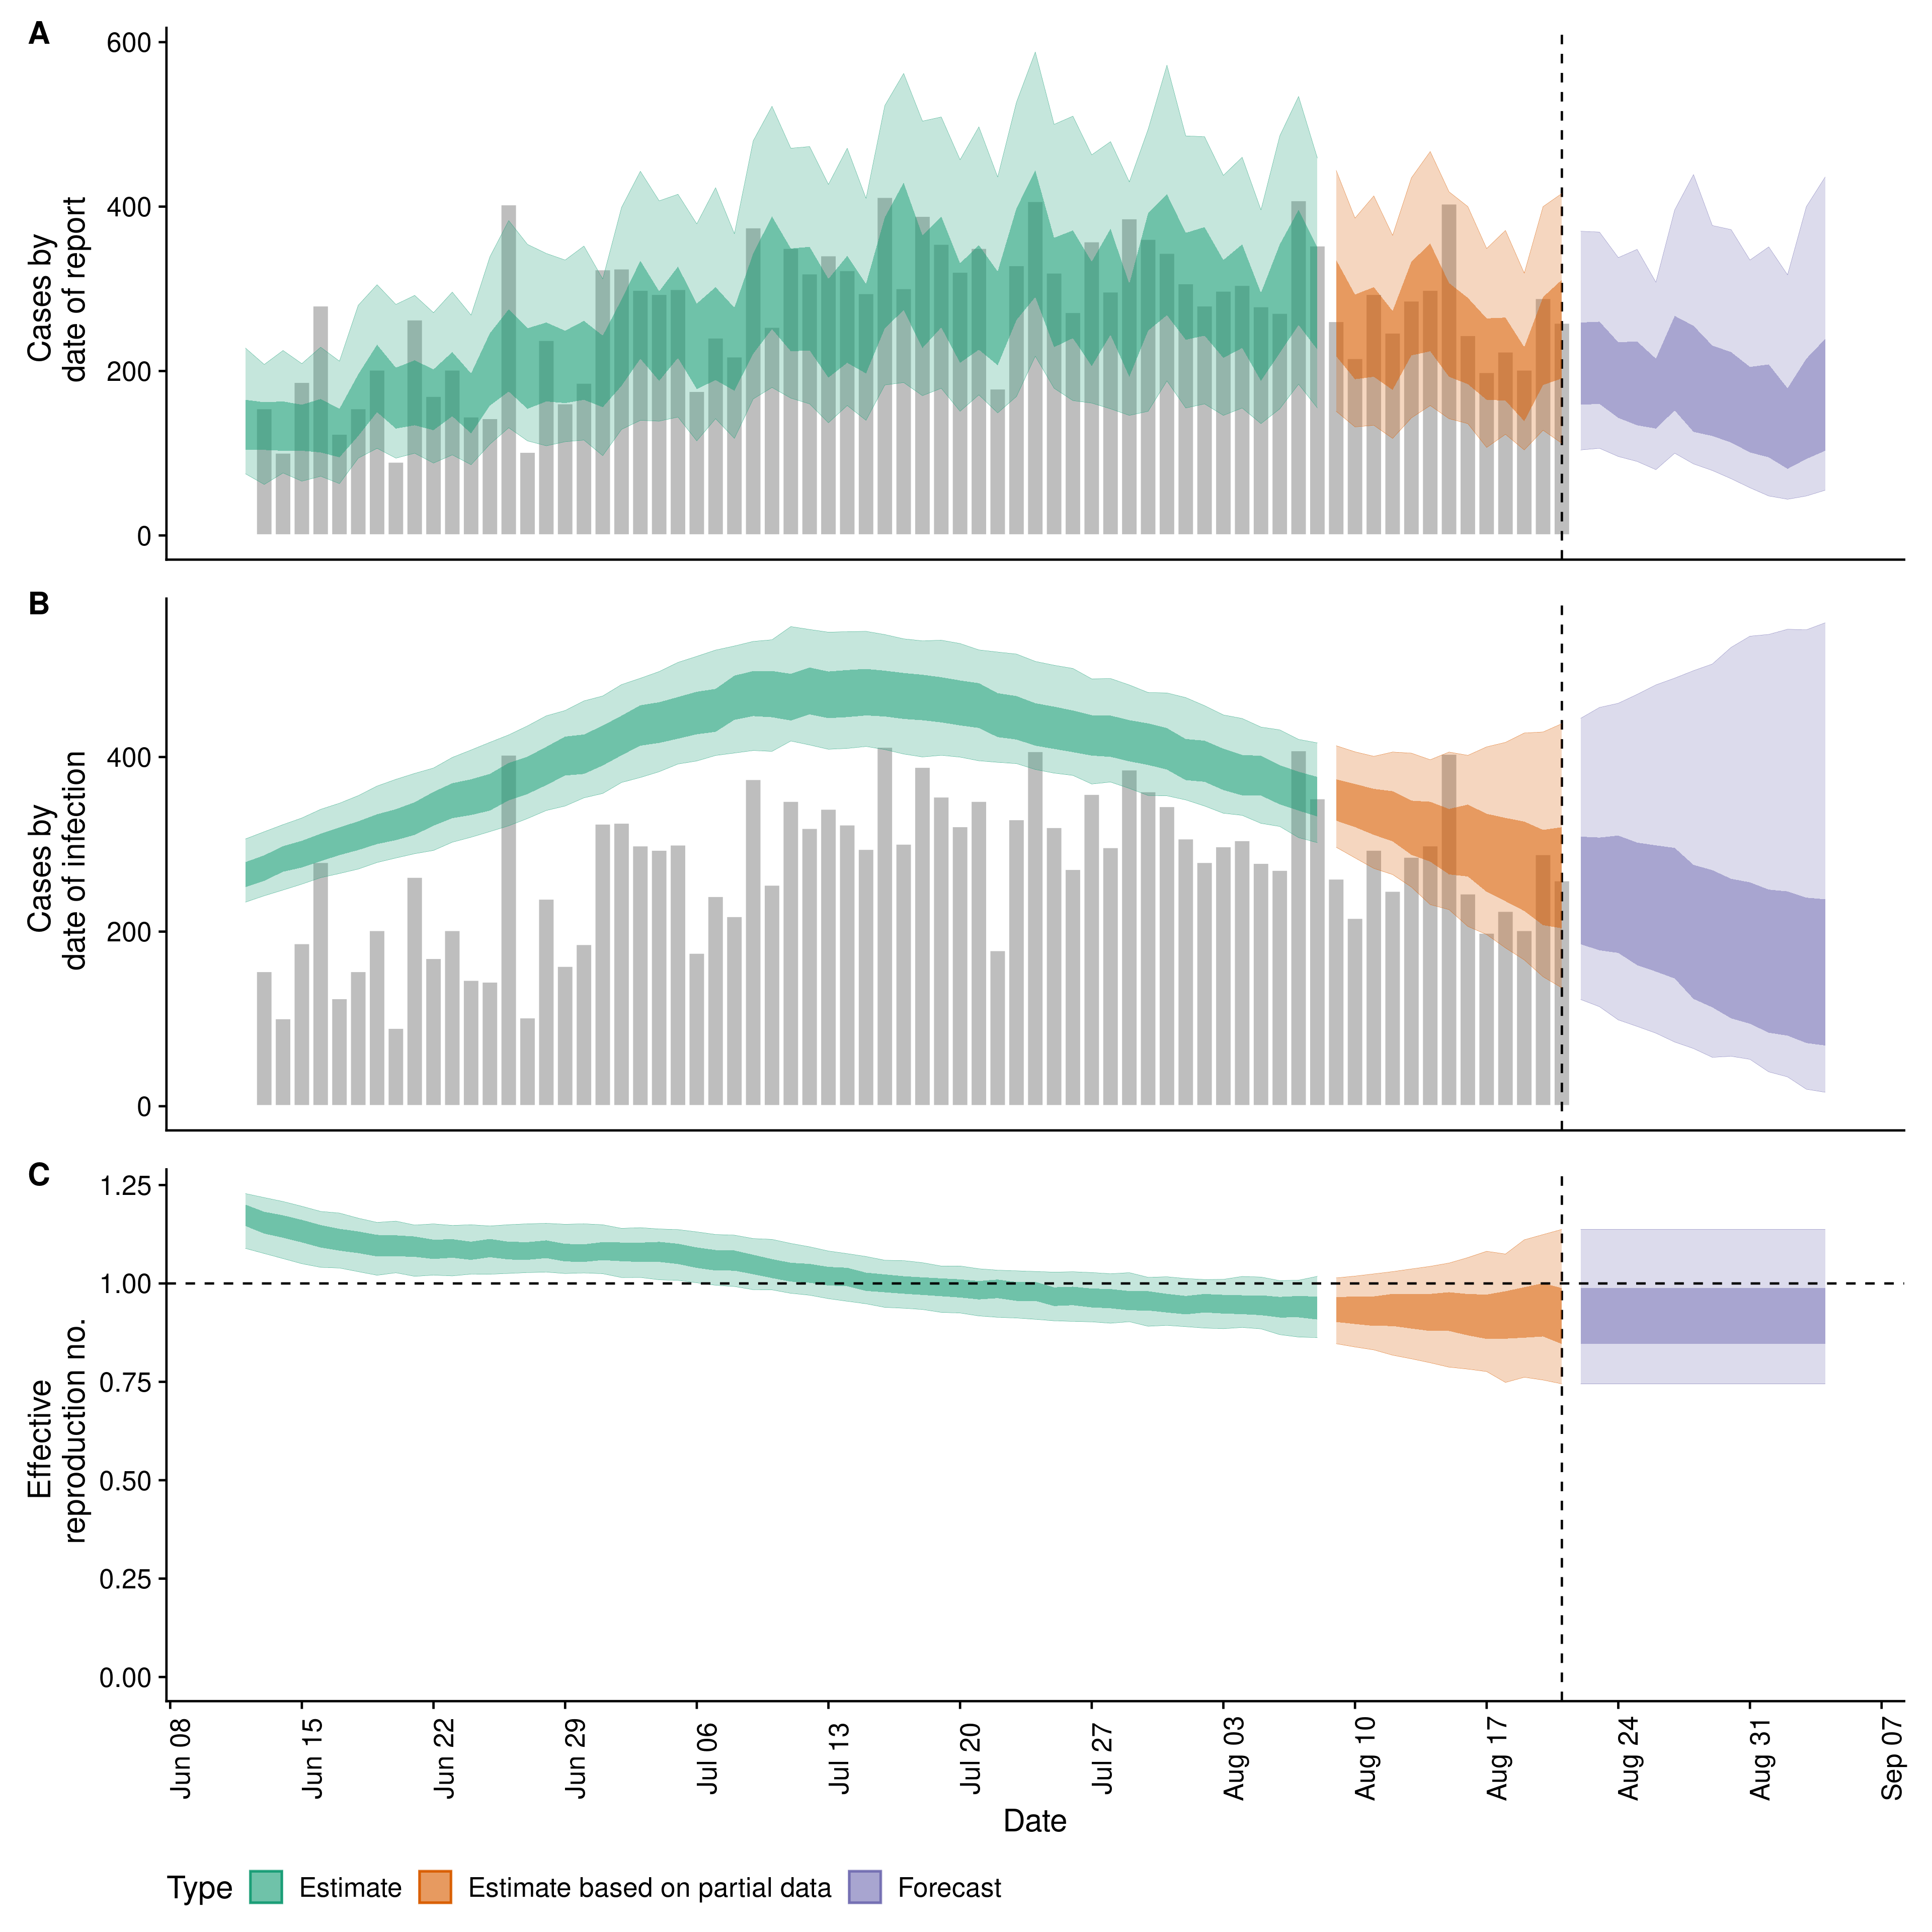 A
600
400
200
0
Cases by
date of report
B
400
200
0
Cases by
date of infection
C
1.25
1.00
0.75
0.50
0.25
0.00
Effective
reproduction no.
Jun 08
Jun 15
Jun 22
Jun 29
Jul 06
Jul 13
Jul 20
Jul 27
Aug 03
Aug 10
Aug 17
Aug 24
Aug 31
Sep 07
Date
Type Estimate Estimate based on partial data Forecast